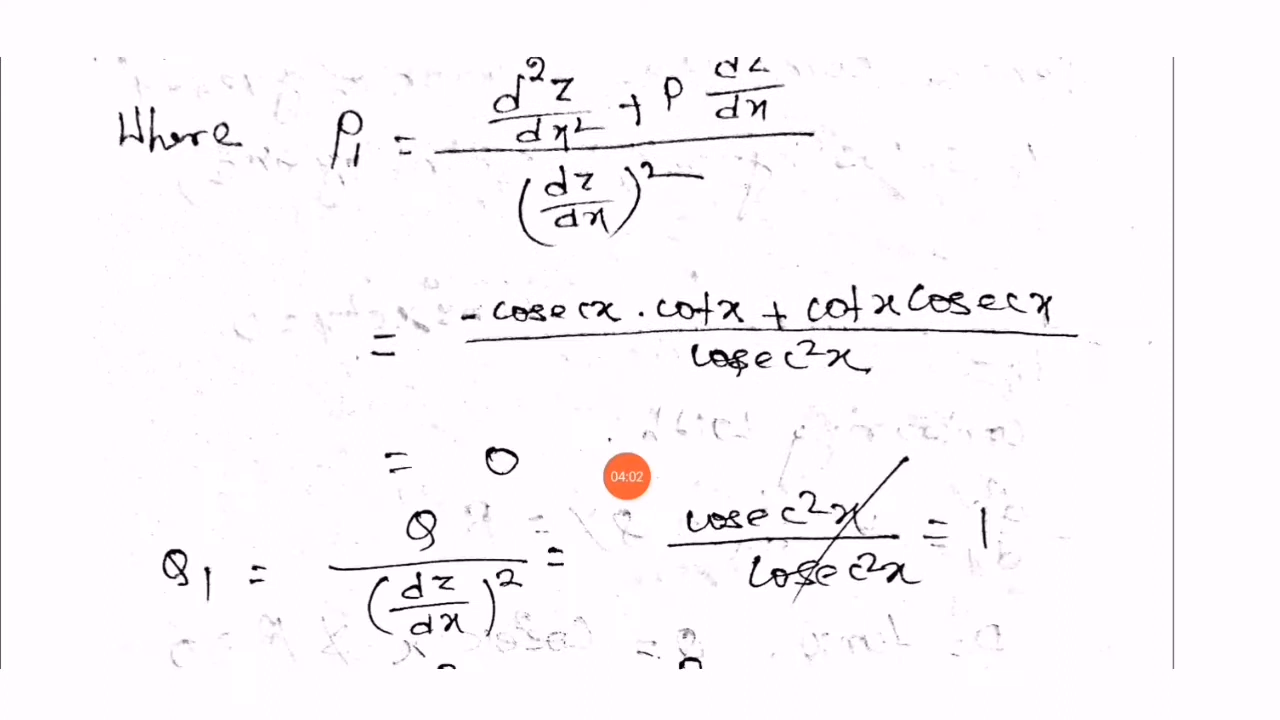 Where P₁ = (d²z/dx² + P dz/dx) / (dz/dx)²
= (-cosecx . cotx + cotx cosecx) / cosec²x
= 0
04:02
Q₁ = Q / (dz/dx)² = cosec²x / cosec²x = 1